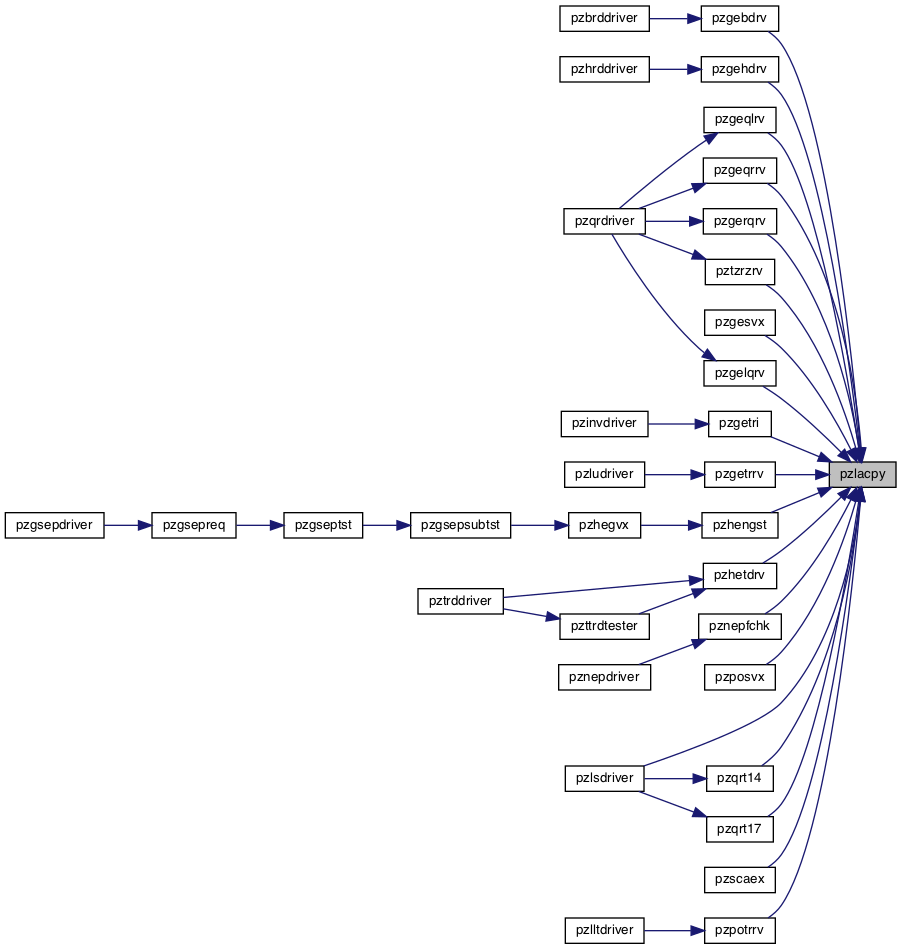 pzbrddriver pzgebdrv
pzhrddriver pzgehdrv
pzgeqlrv
pzgeqrrv
pzqrdriver pzgerqrv
pztzrzrv
pzgesvx
pzgelqrv
pzinvdriver pzgetri
pzludriver pzgetrrv pzlacpy
pzgsepdriver pzgsepreq pzgseptst pzgsepsubtst pzhegvx pzhengst
pzhetdrv
pztrddriver
pzttrdtester pznepfchk
pznepdriver pzposvx
pzlsdriver pzqrt14
pzqrt17
pzscaex
pzlltdriver pzpotrrv